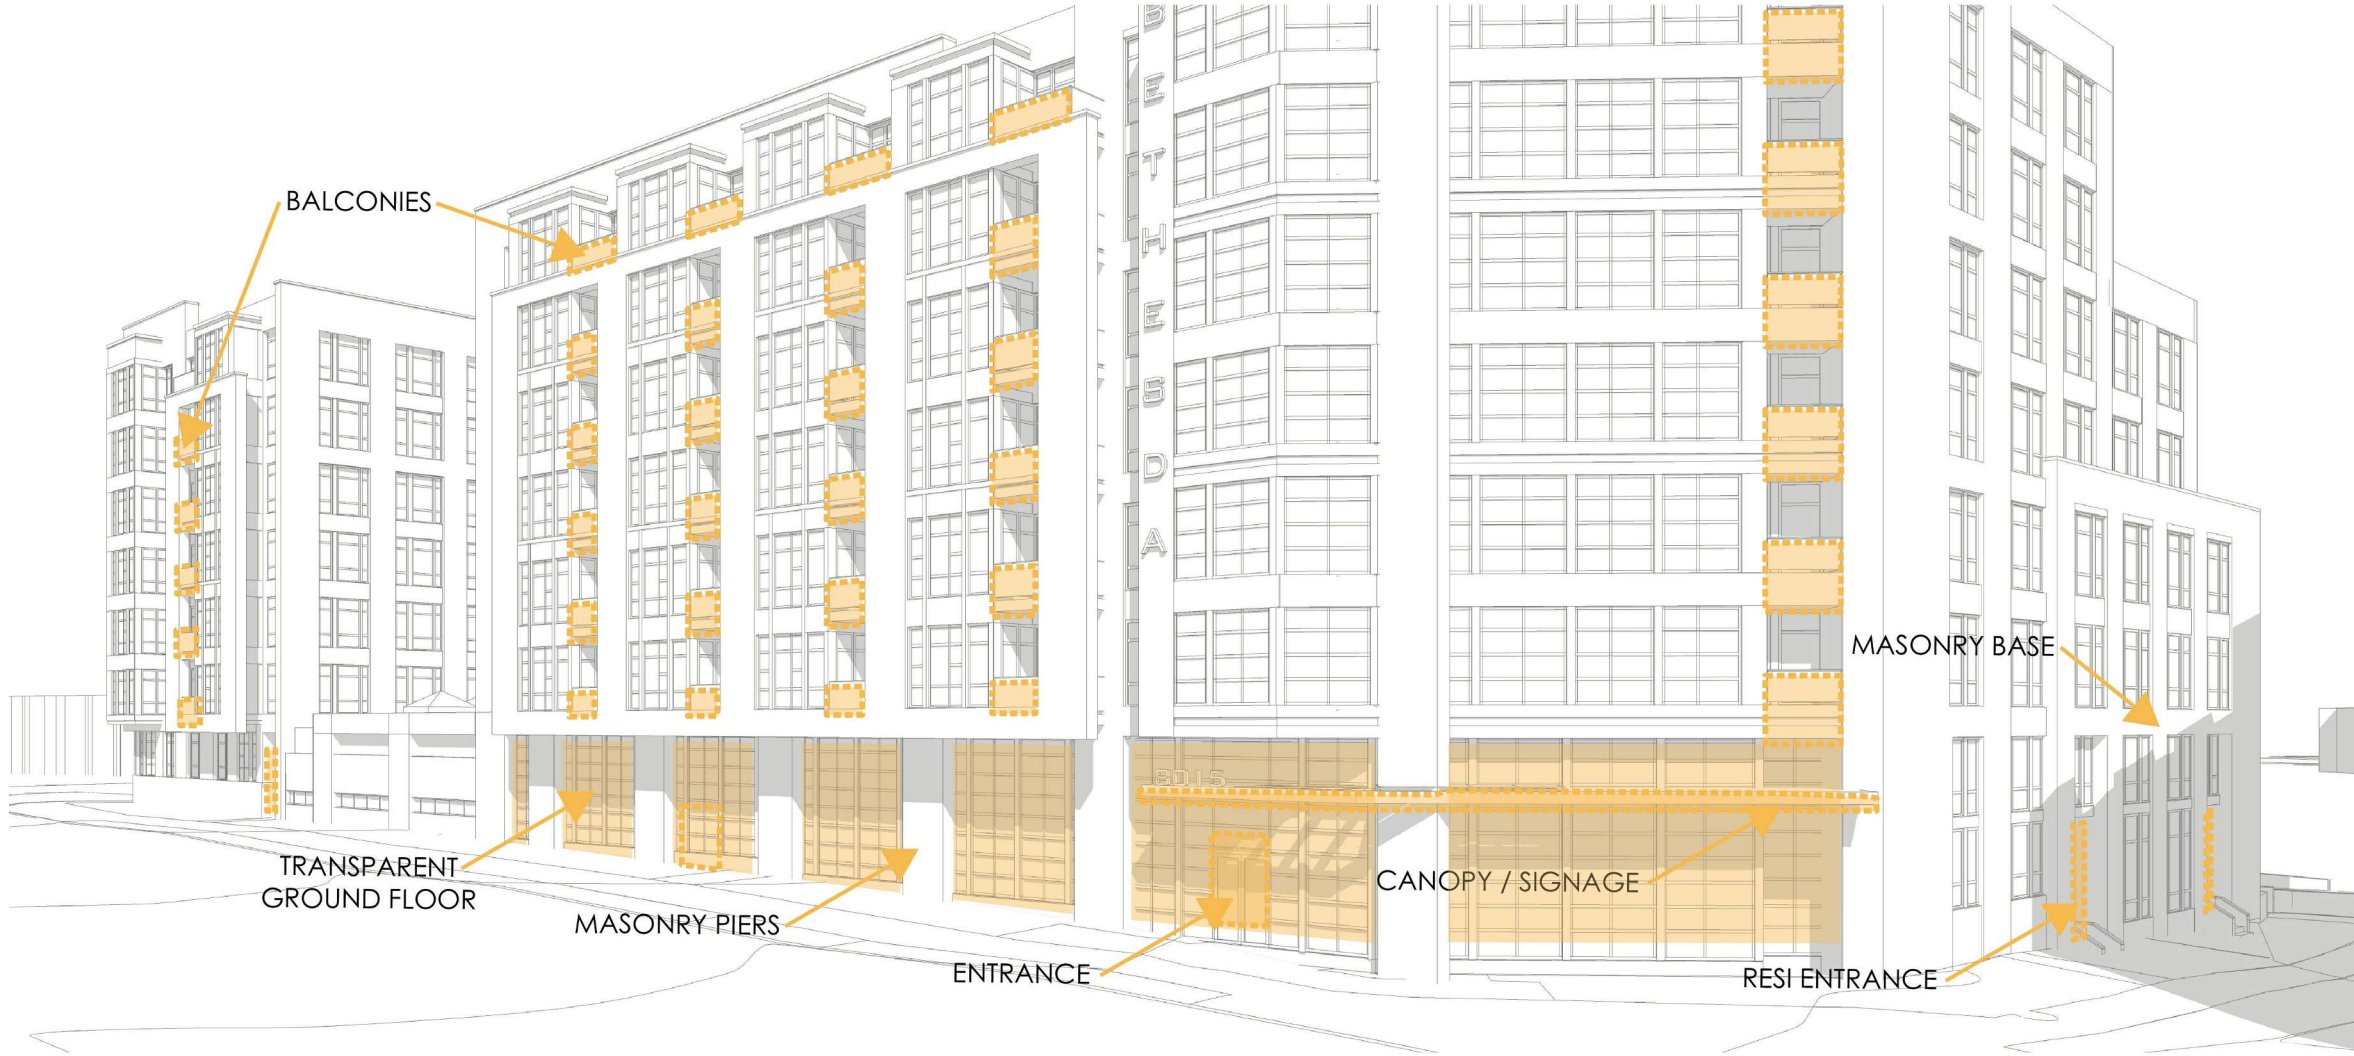 BETHESDA
BALCONIES
MASONRY BASE
8015
TRANSPARENT
GROUND FLOOR
CANOPY / SIGNAGE
MASONRY PIERS
ENTRANCE
RESI ENTRANCE